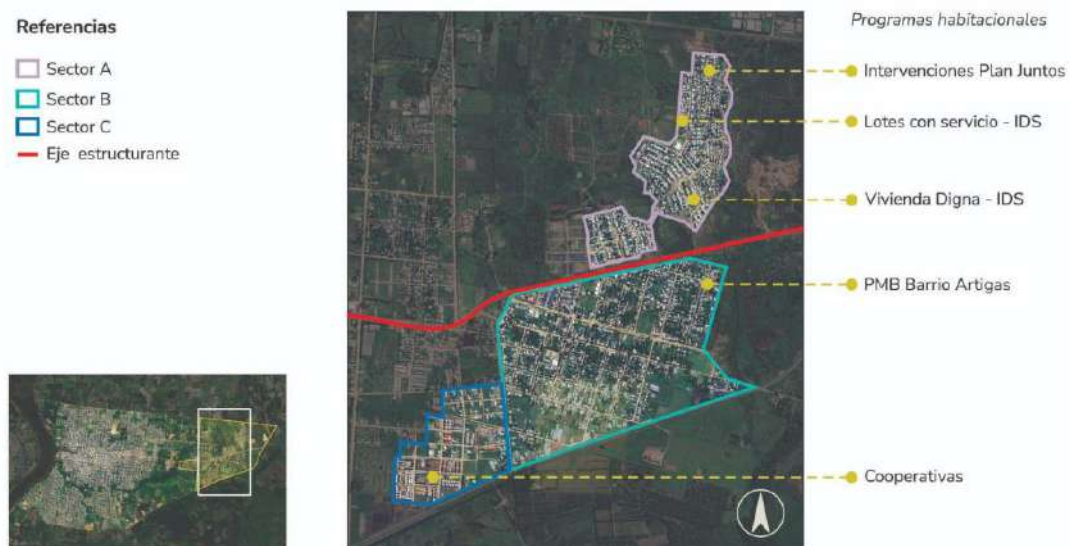 Referencias
Sector A
Sector B
Sector C
Eje estructurante
Programas habitacionales
Intervenciones Plan Juntos
Lotes con servicio - IDS
Vivienda Digna - IDS
PMB Barrio Artigas
Cooperativas